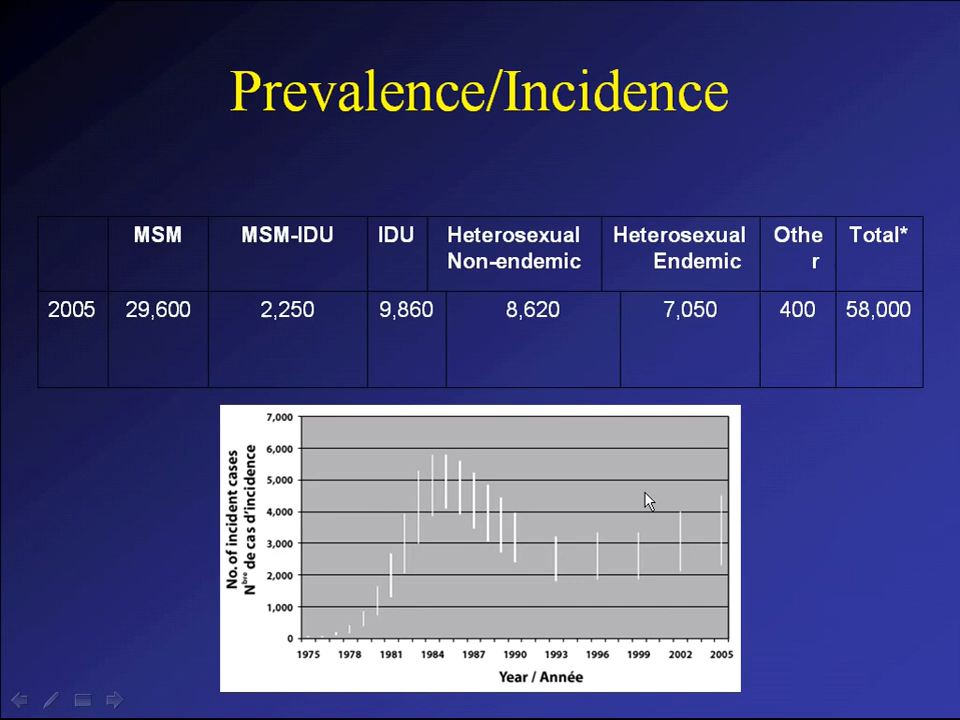 Prevalence/Incidence
MSM MSM-IDU IDU Heterosexual Heterosexual Othe Total*
Non-endemic Endemic r
2005 29,600 2,250 9,860 8,620 7,050 400 58,000
No. of incident cases
Nbre de cas d'incidence
7,000
6,000
5,000
4,000
3,000
2,000
1,000
0
1975 1978 1979 1981 1984 1987 1990 1993 1996 1999 2002 2005
Year / Année